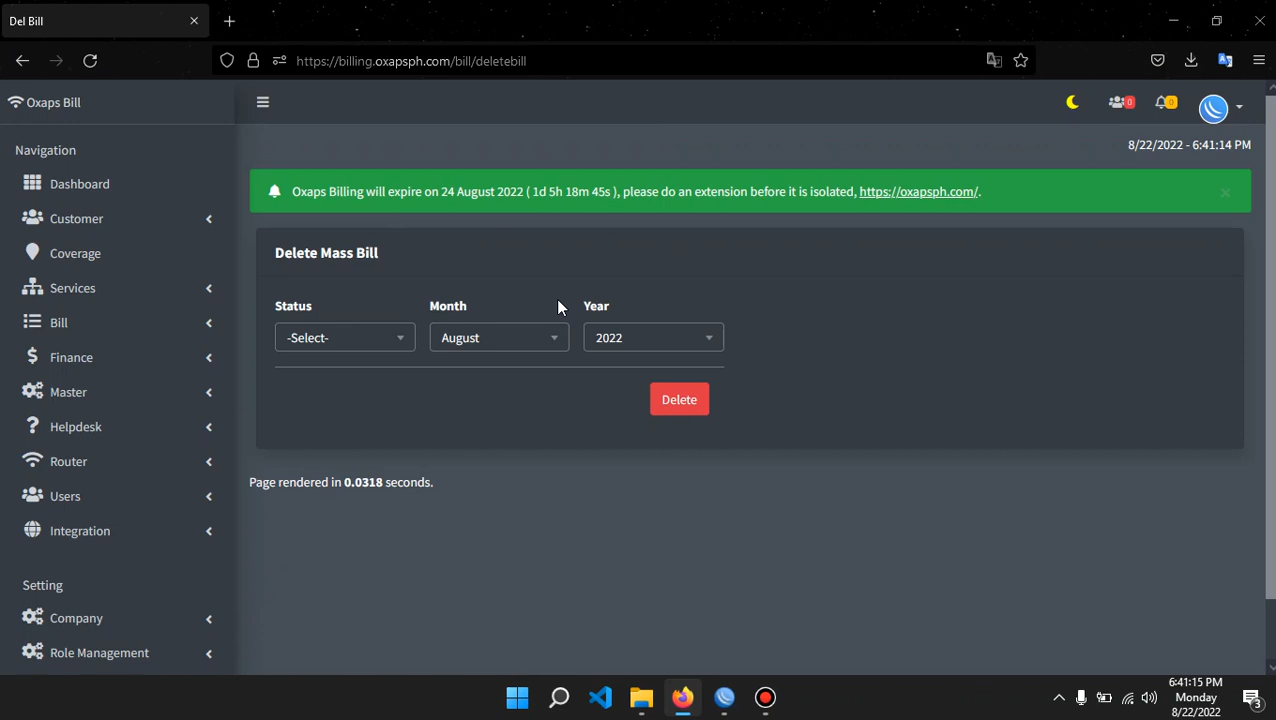 Del Bill
https://billing.oxapsph.com/bill/deletebill
Oxaps Bill
0
0
8/22/2022 - 6:41:14 PM
Navigation
Dashboard
Customer
Coverage
Services
Bill
Finance
Master
Helpdesk
Router
Users
Integration
Setting
Company
Role Management
Oxaps Billing will expire on 24 August 2022 ( 1d 5h 18m 45s ), please do an extension before it is isolated, https://oxapsph.com/.
Delete Mass Bill
Status Month Year
-Select- August 2022
Delete
Page rendered in 0.0318 seconds.
6:41:15 PM
Monday
8/22/2022
3